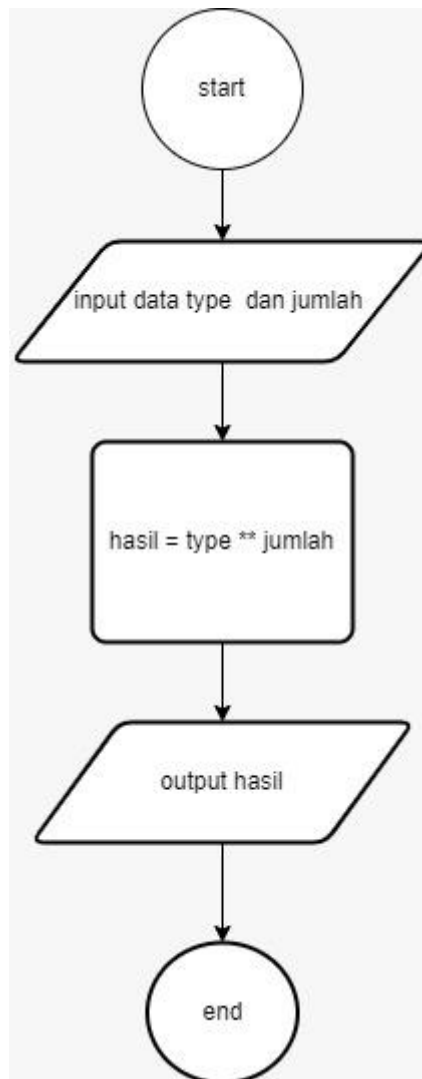 start
input data type  dan jumlah
hasil = type ** jumlah
output hasil
end